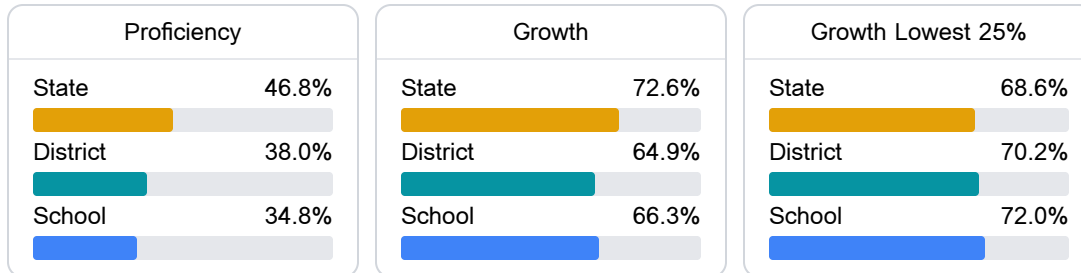 Proficiency
State 46.8%
District 38.0%
School 34.8%
Growth
State 72.6%
District 64.9%
School 66.3%
Growth Lowest 25%
State 68.6%
District 70.2%
School 72.0%